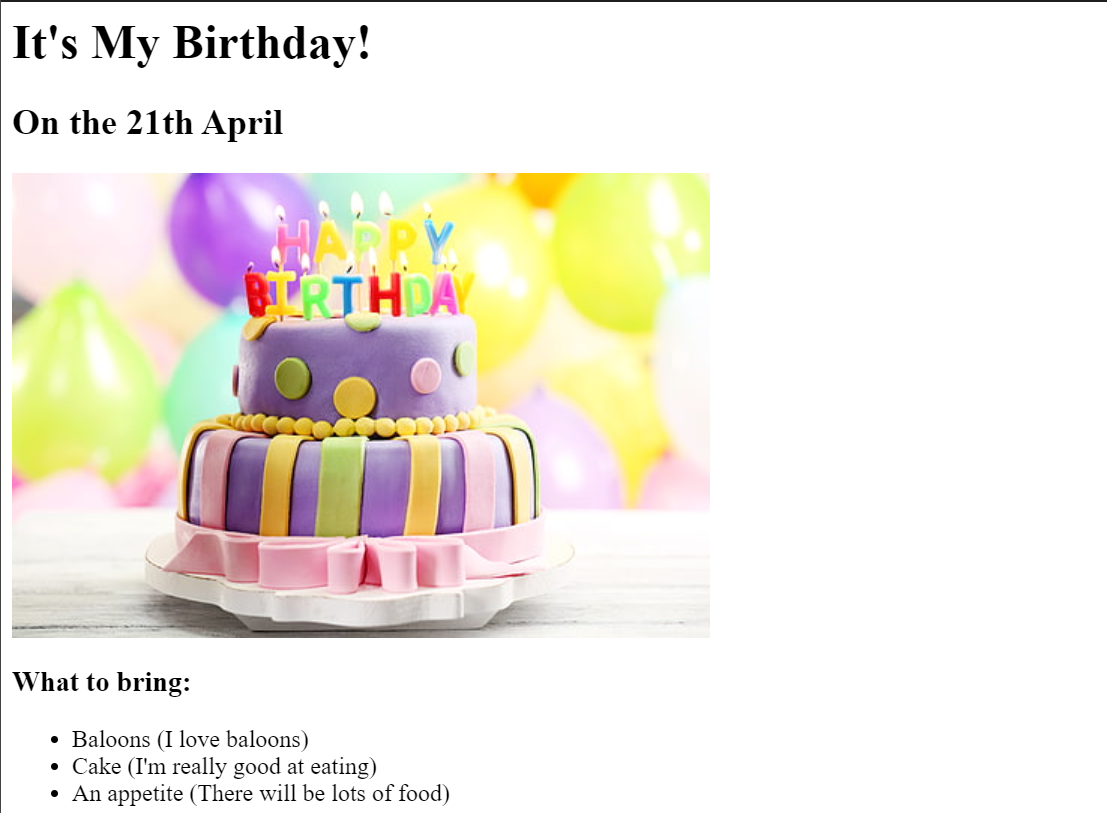 It's My Birthday!
On the 21th April
HAPPY
BIRTHDAY
What to bring:
Baloons (I love baloons)
Cake (I'm really good at eating)
An appetite (There will be lots of food)